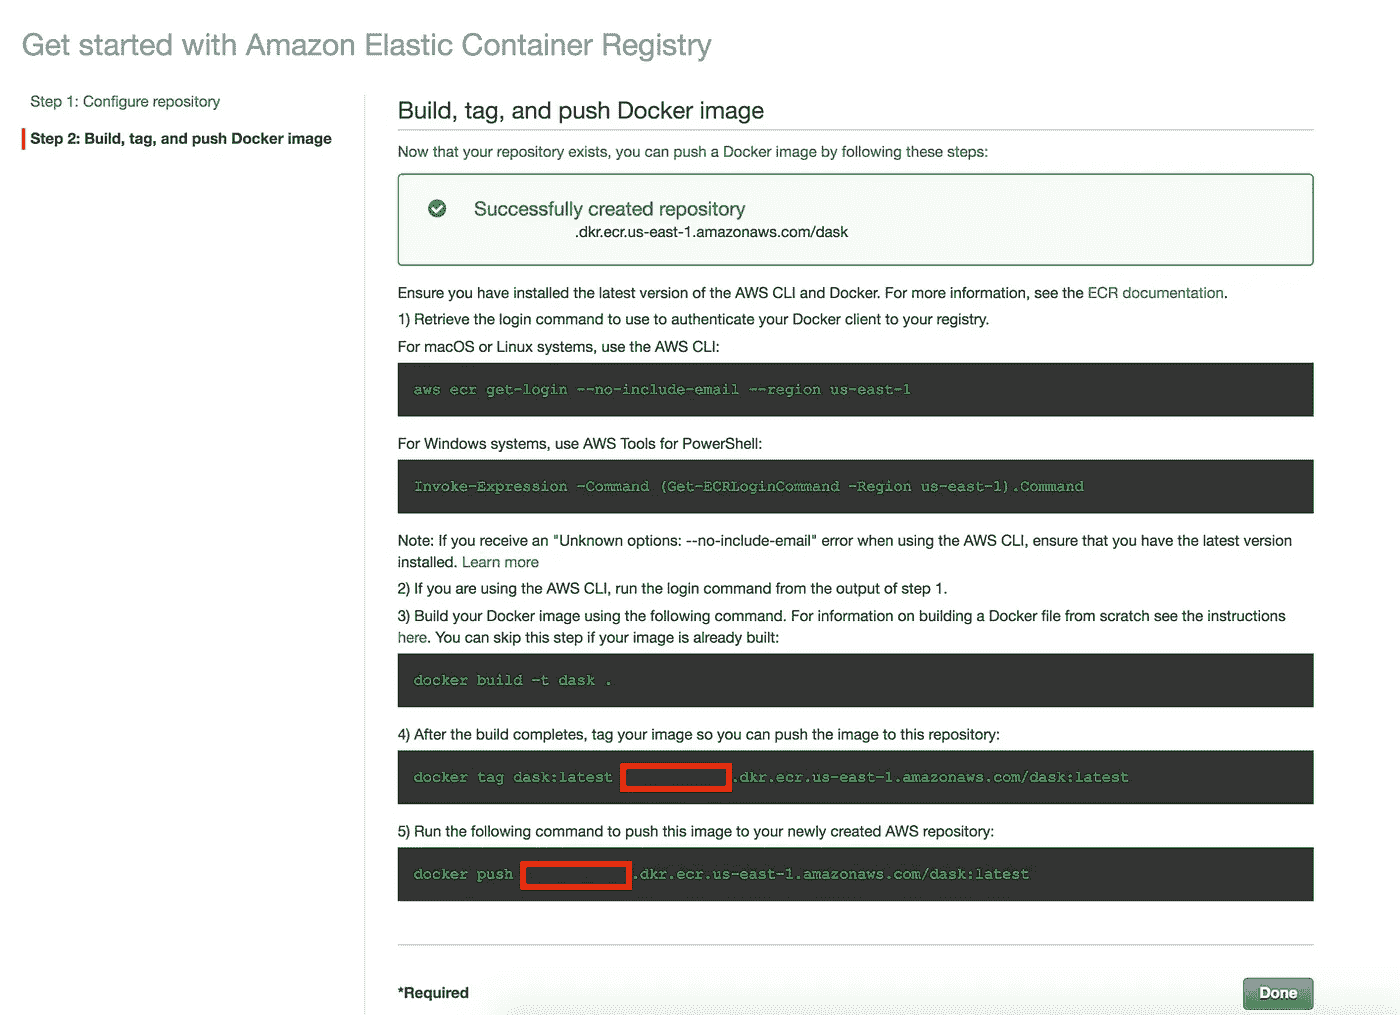 Get started with Amazon Elastic Container Registry
Step 1: Configure repository
Step 2: Build, tag, and push Docker image
Build, tag, and push Docker image
Now that your repository exists, you can push a Docker image by following these steps:
Successfully created repository
.dkr.ecr.us-east-1.amazonaws.com/dask
Ensure you have installed the latest version of the AWS CLI and Docker. For more information, see the ECR documentation.
1) Retrieve the login command to use to authenticate your Docker client to your registry.
For macOS or Linux systems, use the AWS CLI:
aws ecr get-login --no-include-email --region us-east-1
For Windows systems, use AWS Tools for PowerShell:
Invoke-Expression -Command (Get-ECRLoginCommand -Region us-east-1).Command
Note: If you receive an "Unknown options: --no-include-email" error when using the AWS CLI, ensure that you have the latest version
installed. Learn more
2) If you are using the AWS CLI, run the login command from the output of step 1.
3) Build your Docker image using the following command. For information on building a Docker file from scratch see the instructions
here. You can skip this step if your image is already built:
docker build -t dask .
4) After the build completes, tag your image so you can push the image to this repository:
docker tag dask:latest .dkr.ecr.us-east-1.amazonaws.com/dask:latest
5) Run the following command to push this image to your newly created AWS repository:
docker push .dkr.ecr.us-east-1.amazonaws.com/dask:latest
*Required
Done